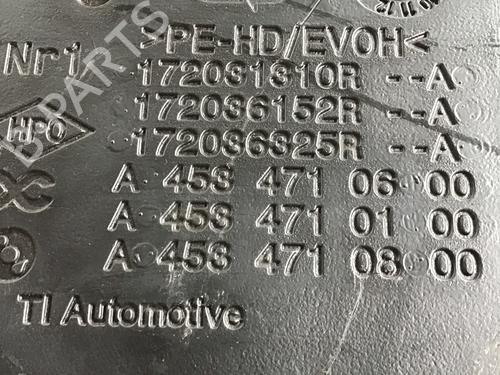 >PE-HD/EVOH<
Nr1
172031310R --A
172036152R --A
172036325R --A
HPO
A 453 471 06 00
A 453 471 01 00
A 453 471 08 00
TI Automotive
B-PARTS